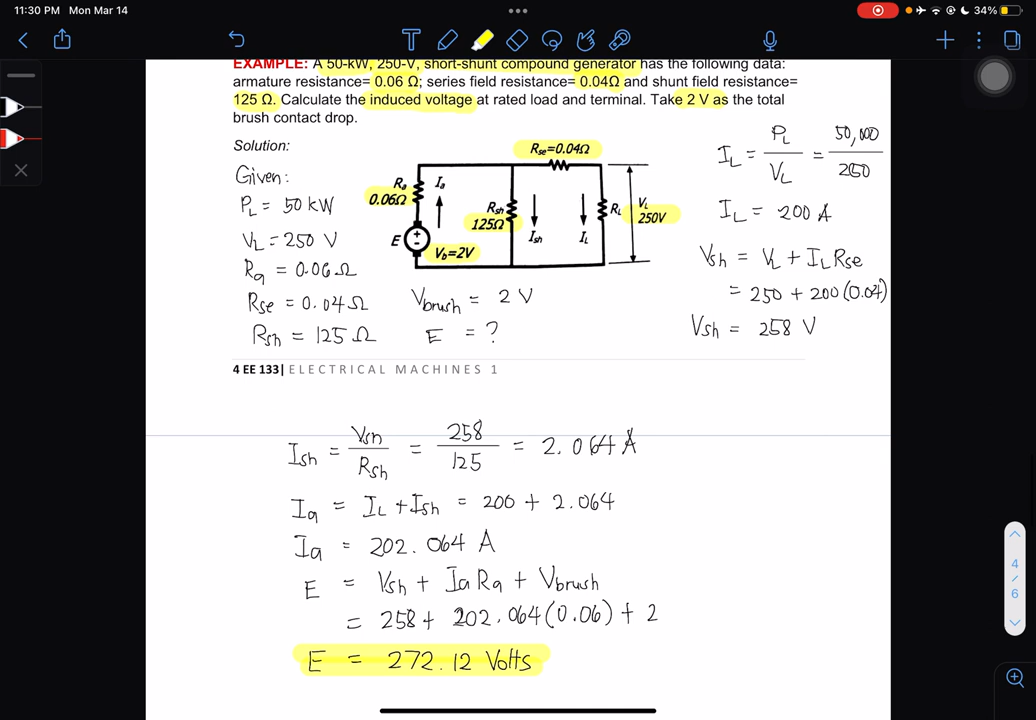 11:30 PM Mon Mar 14
34%
EXAMPLE: A 50-kW, 250-V, short-shunt compound generator has the following data:
armature resistance= 0.06 Ω; series field resistance= 0.04Ω and shunt field resistance=
125 Ω. Calculate the induced voltage at rated load and terminal. Take 2 V as the total
brush contact drop.
Solution:
Given:
PL = 50 kW
VL = 250 V
Ra = 0.06 Ω
Rse = 0.04 Ω
Rsh = 125 Ω
Rse=0.04Ω
Ra
0.06Ω
Ia
Rsh
125Ω
Ish
IL
RL
VL
250V
E
+
-
Vb=2V
Vbrush = 2 V
E = ?
IL = PL / VL = 50,000 / 250
IL = 200 A
Vsh = VL + ILRse
= 250 + 200(0.04)
Vsh = 258 V
4 EE 133| ELECTRICAL MACHINES 1
Ish = Vsh / Rsh = 258 / 125 = 2.064 A
Ia = IL + Ish = 200 + 2.064
Ia = 202.064 A
E = Vsh + IaRa + Vbrush
= 258 + 202.064(0.06) + 2
E = 272.12 Volts
4
/
6